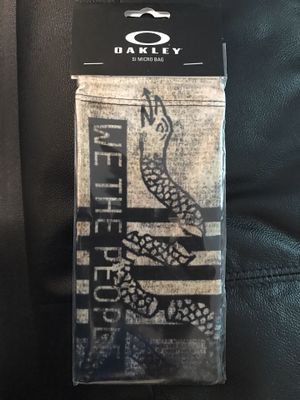 OAKLEY
SI MICRO BAG
WE THE PEOPLE